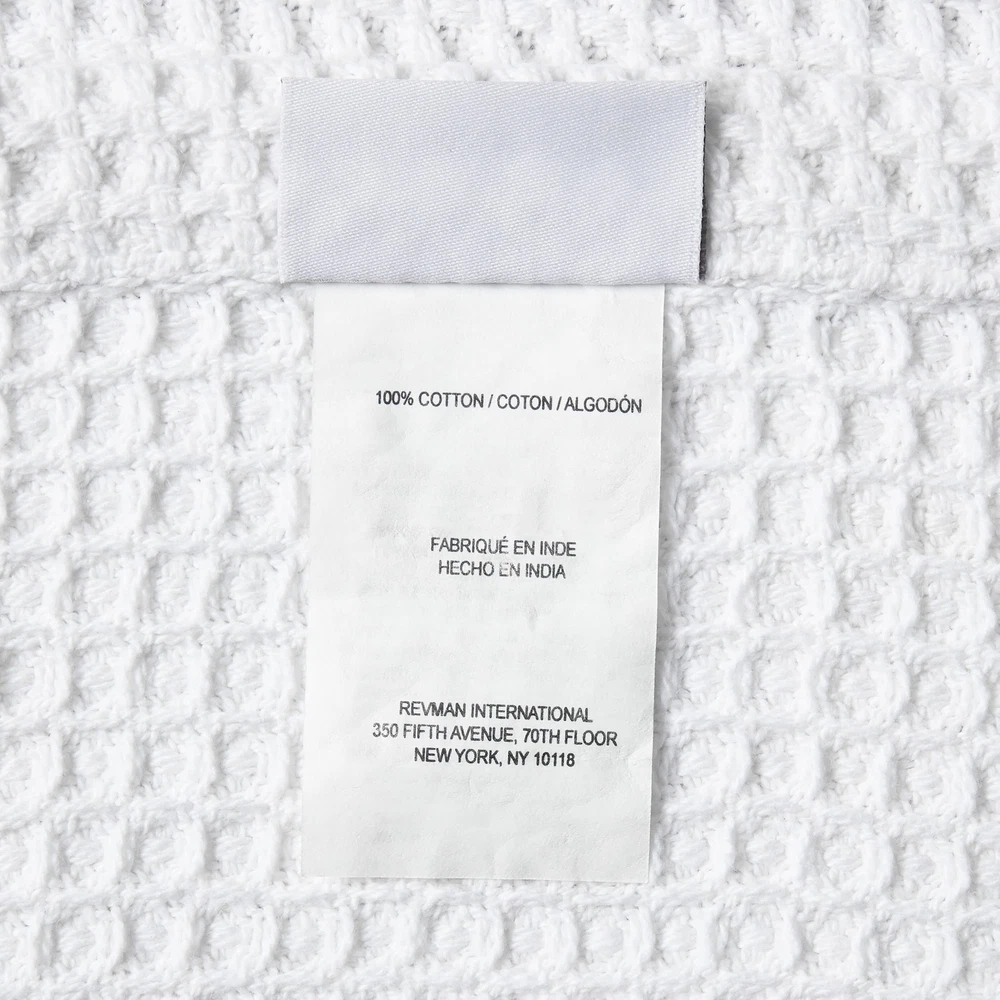 100% COTTON / COTON / ALGODÓN
FABRIQUÉ EN INDE
HECHO EN INDIA
REVMAN INTERNATIONAL
350 FIFTH AVENUE, 70TH FLOOR
NEW YORK, NY 10118